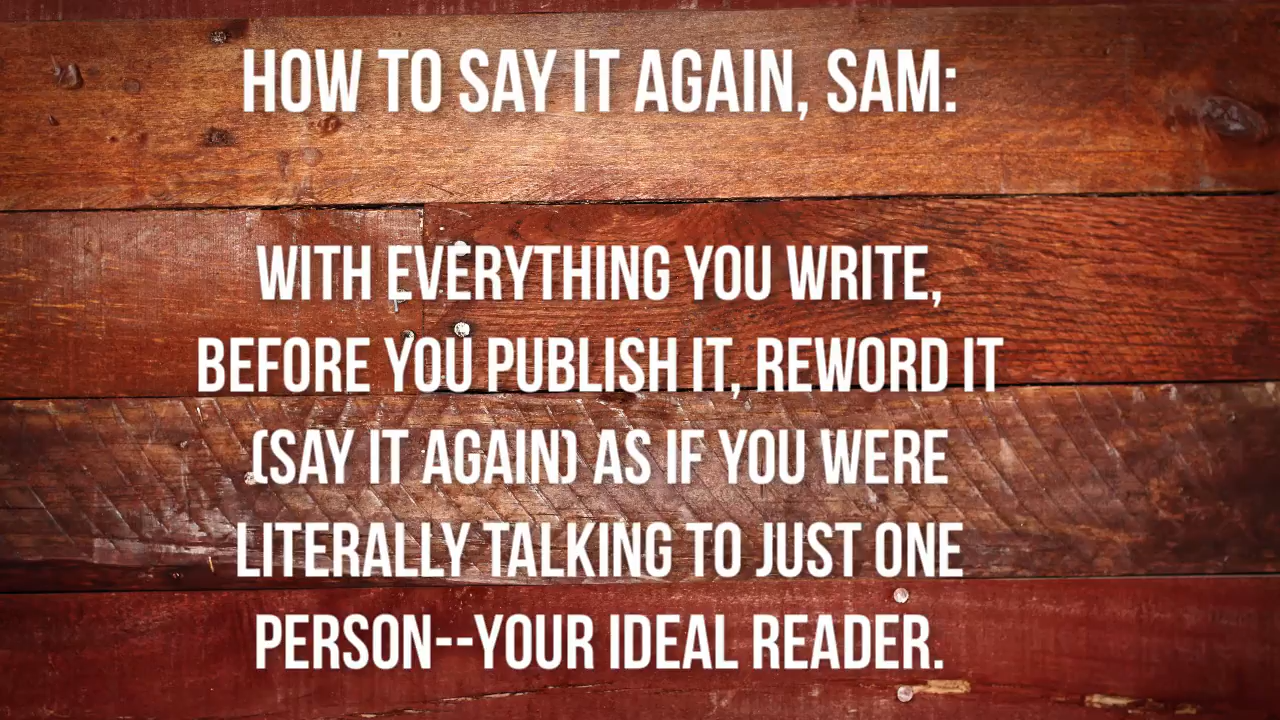 HOW TO SAY IT AGAIN, SAM:
WITH EVERYTHING YOU WRITE,
BEFORE YOU PUBLISH IT, REWORD IT
(SAY IT AGAIN) AS IF YOU WERE
LITERALLY TALKING TO JUST ONE
PERSON--YOUR IDEAL READER.